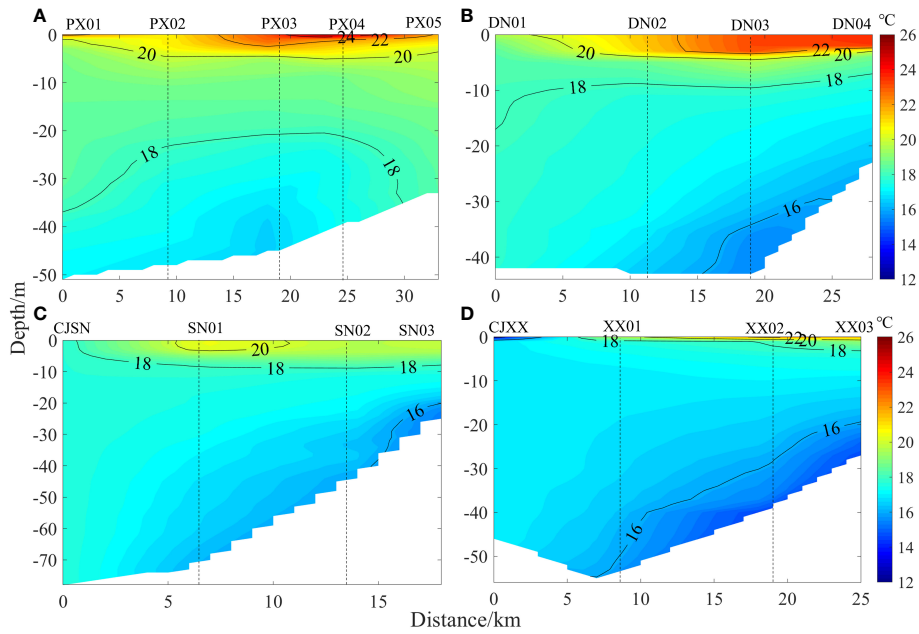 A
PX01 PX02 PX03 PX04 PX05
0
-10
-20
-30
-40
-50
24 22
20 20
18 18
0 5 10 15 20 25 30
B
DN01 DN02 DN03 DN04
°C
0
-10
-20
-30
-40
22 20
18 18
16
0 5 10 15 20 25
26
24
22
20
18
16
14
12
Depth/m
C
CJSN SN01 SN02 SN03
0
-10
-20
-30
-40
-50
-60
-70
20
18 18 18
16
0 5 10 15
D
CJXX XX01 XX02 XX03
°C
0
-10
-20
-30
-40
-50
18 22 20
18
16
16
0 5 10 15 20 25
26
24
22
20
18
16
14
12
Distance/km